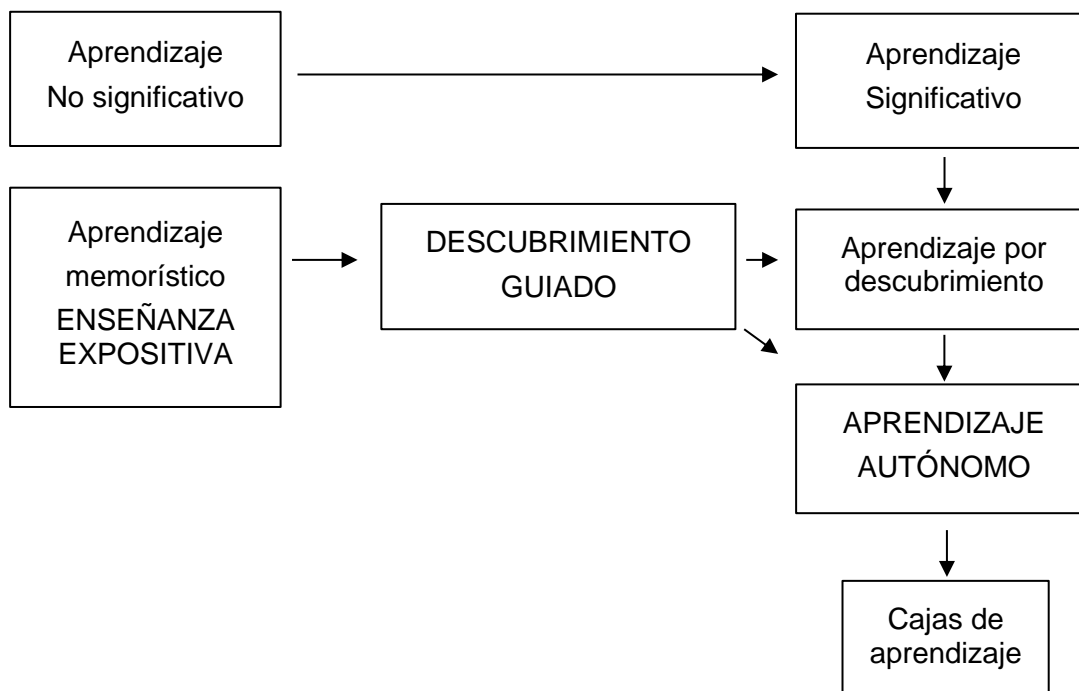 Aprendizaje
No significativo
Aprendizaje
Significativo
Aprendizaje
memorístico
ENSEÑANZA
EXPOSITIVA
DESCUBRIMIENTO
GUIADO
Aprendizaje por
descubrimiento
APRENDIZAJE
AUTÓNOMO
Cajas de
aprendizaje